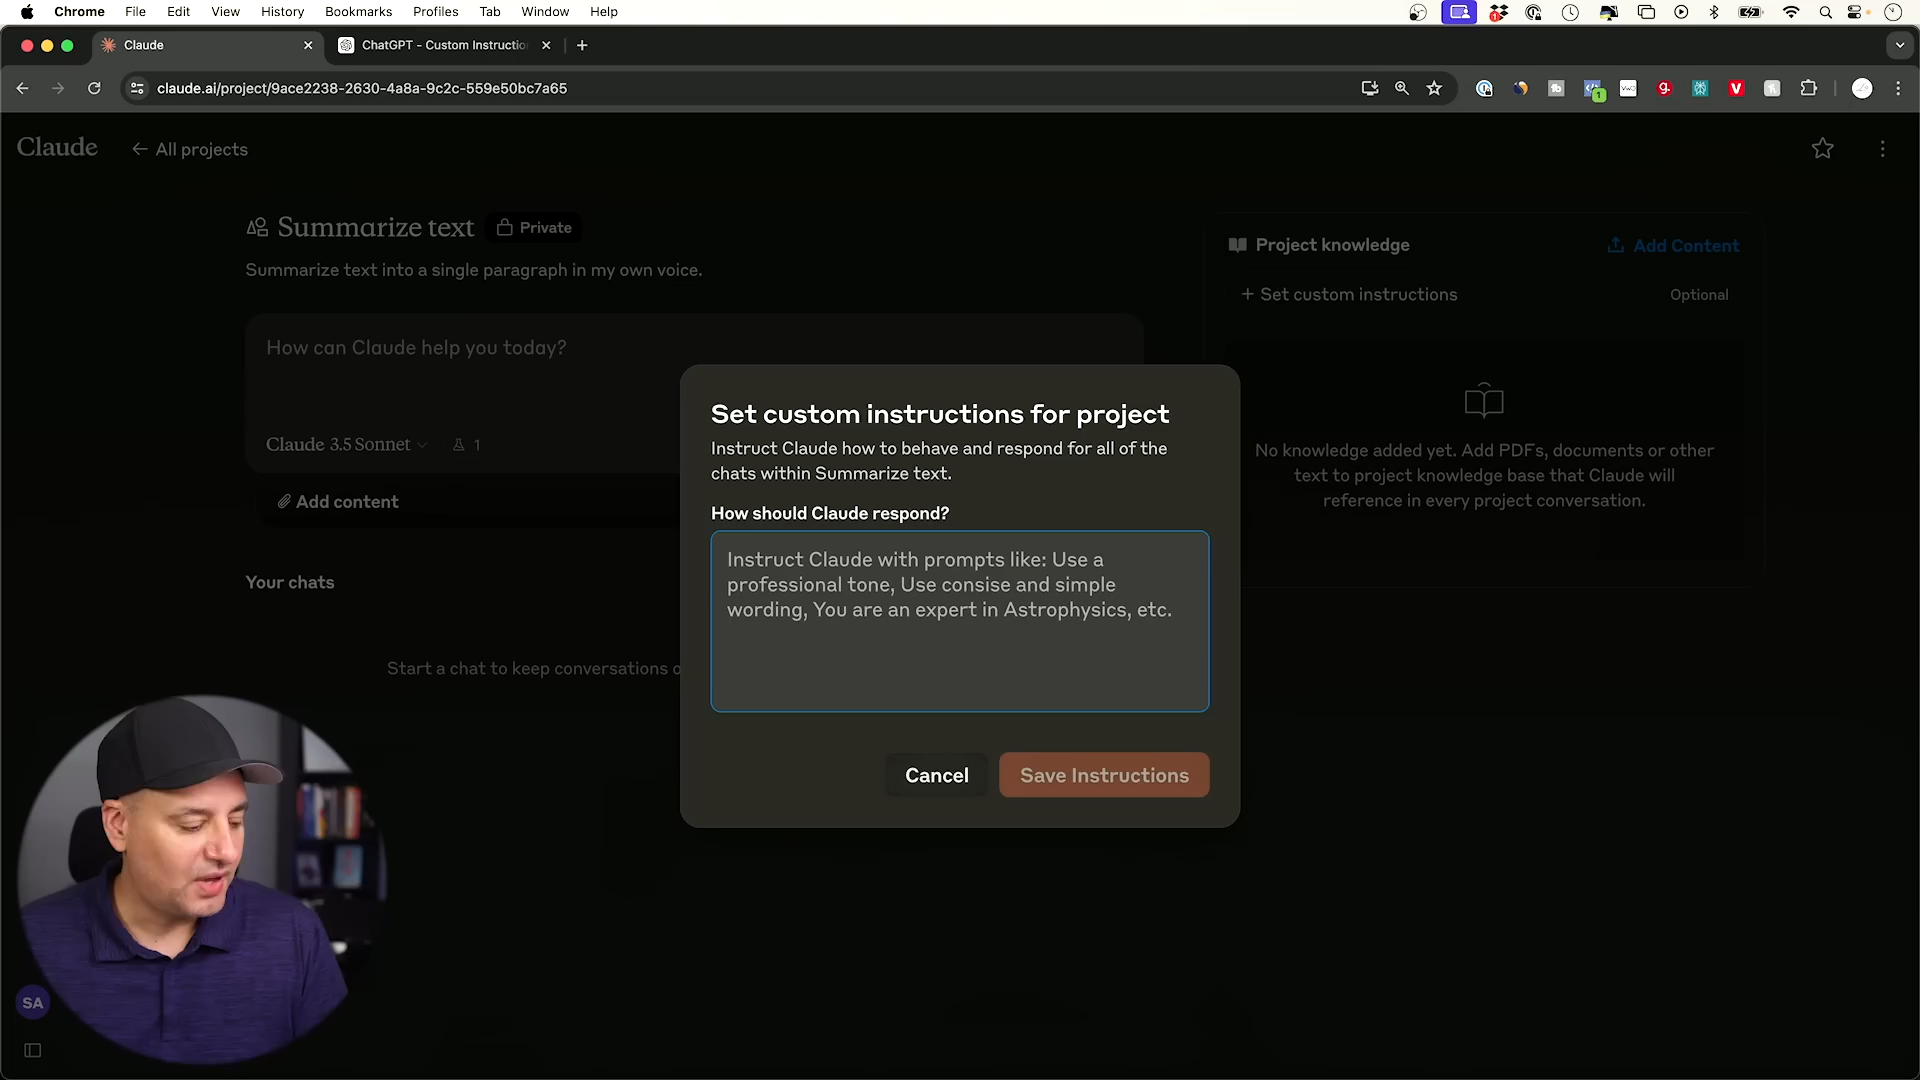 Chrome File Edit View History Bookmarks Profiles Tab Window Help
Claude ChatGPT - Custom Instructio
claude.ai/project/9ace2238-2630-4a8a-9c2c-559e50bc7a65
Claude All projects
Summarize text Private
Summarize text into a single paragraph in my own voice.
How can Claude help you today?
Claude 3.5 Sonnet 1
Add content
Your chats
Start a chat to keep conversations o
Project knowledge Add Content
+ Set custom instructions Optional
No knowledge added yet. Add PDFs, documents or other
text to project knowledge base that Claude will
reference in every project conversation.
Set custom instructions for project
Instruct Claude how to behave and respond for all of the
chats within Summarize text.
How should Claude respond?
Instruct Claude with prompts like: Use a
professional tone, Use consise and simple
wording, You are an expert in Astrophysics, etc.
Cancel Save Instructions
SA